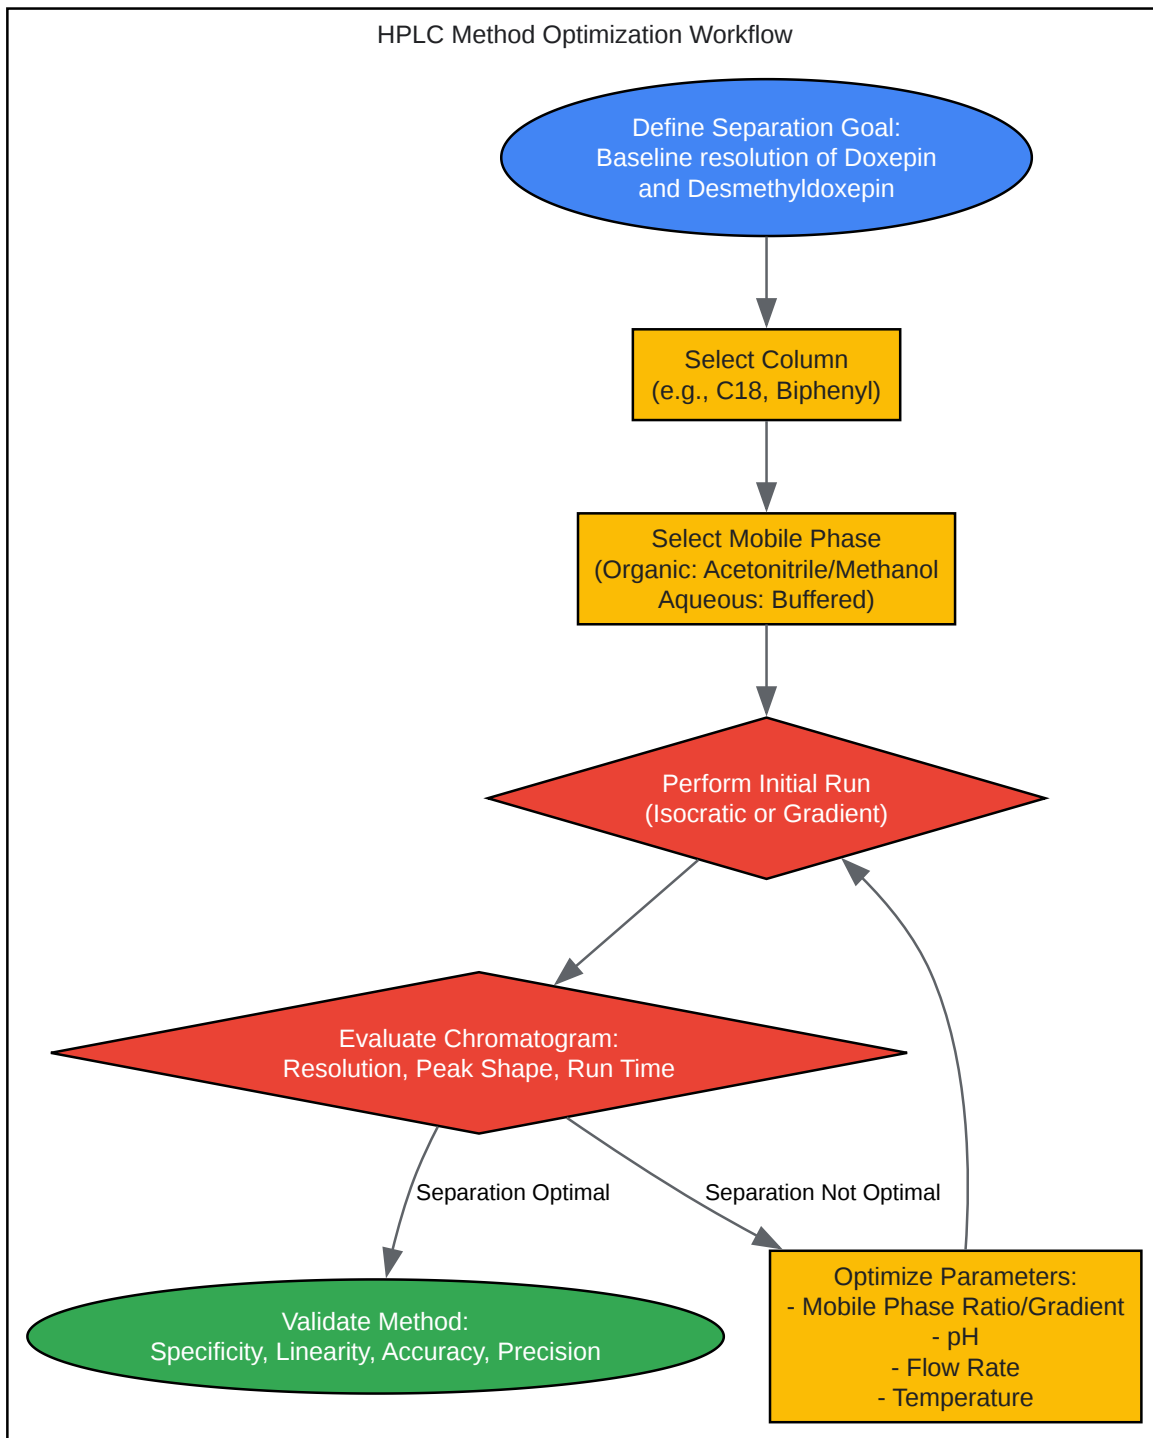 HPLC Method Optimization Workflow
Define Separation Goal:
Baseline resolution of Doxepin
and Desmethyldoxepin
Select Column
(e.g., C18, Biphenyl)
Select Mobile Phase
(Organic: Acetonitrile/Methanol
Aqueous: Buffered)
Perform Initial Run
(Isocratic or Gradient)
Evaluate Chromatogram:
Resolution, Peak Shape, Run Time
Separation Optimal
Separation Not Optimal
Validate Method:
Specificity, Linearity, Accuracy, Precision
Optimize Parameters:
- Mobile Phase Ratio/Gradient
- pH
- Flow Rate
- Temperature